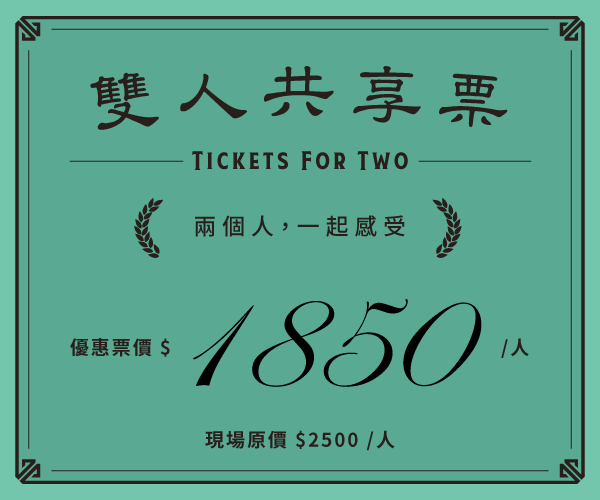 雙人共享票
TICKETS FOR TWO
兩個人，一起感受
優惠票價 $ 1850 /人
現場原價 $2500 /人